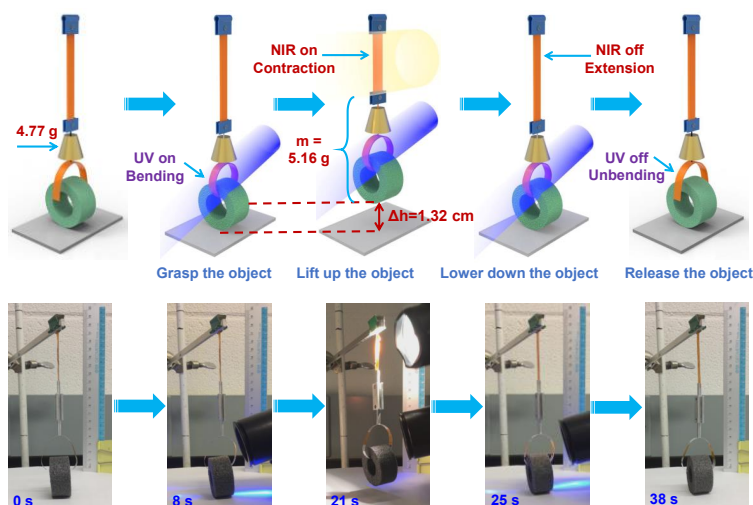 4.77 g
UV on
Bending
NIR on
Contraction
m =
5.16 g
Δh=1.32 cm
NIR off
Extension
UV off
Unbending
Grasp the object
Lift up the object
Lower down the object
Release the object
0 s
8 s
21 s
25 s
38 s